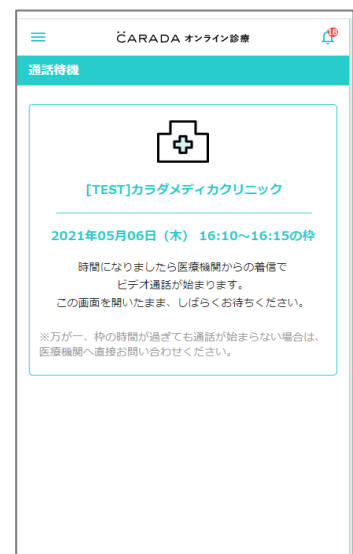 CARADA オンライン診療
18
通話待機
[TEST]カラダメディカクリニック
2021年05月06日（木） 16:10～16:15の枠
時間になりましたら医療機関からの着信で
ビデオ通話が始まります。
この画面を開いたまま、しばらくお待ちください。
※万が一、枠の時間が過ぎても通話が始まらない場合は、
医療機関へ直接お問い合わせください。